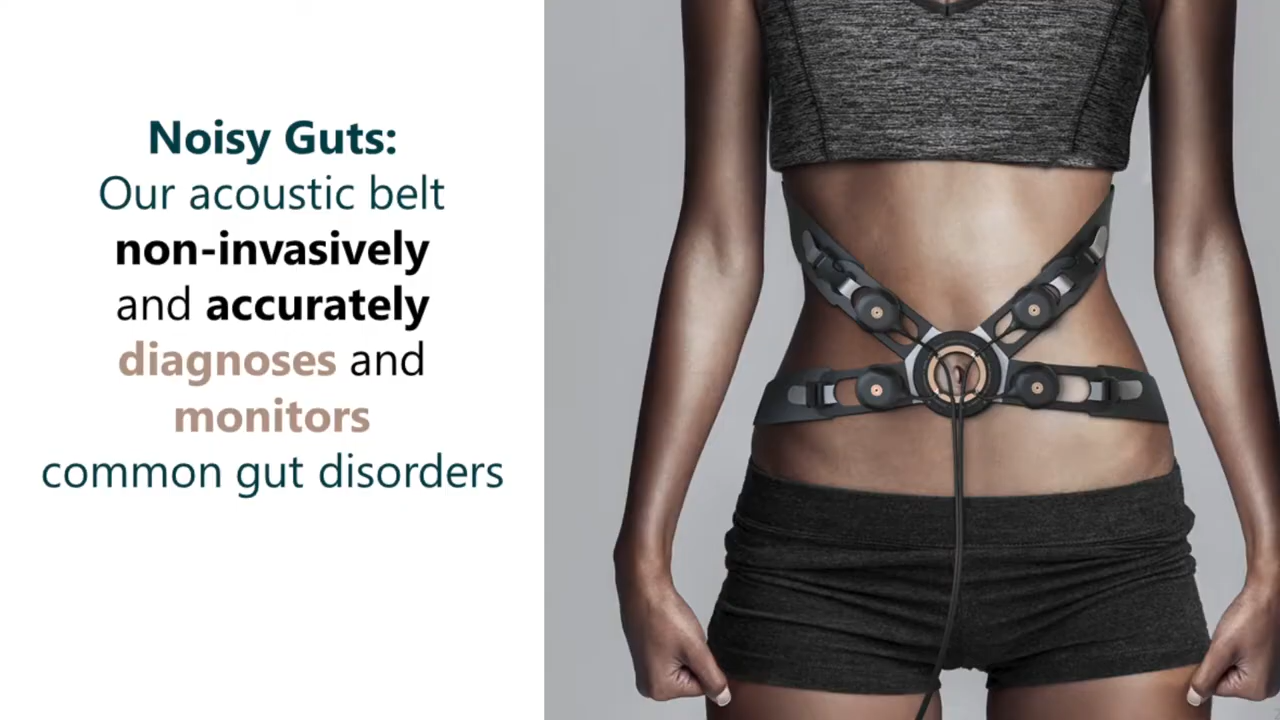 Noisy Guts:
Our acoustic belt
non-invasively
and accurately
diagnoses and
monitors
common gut disorders